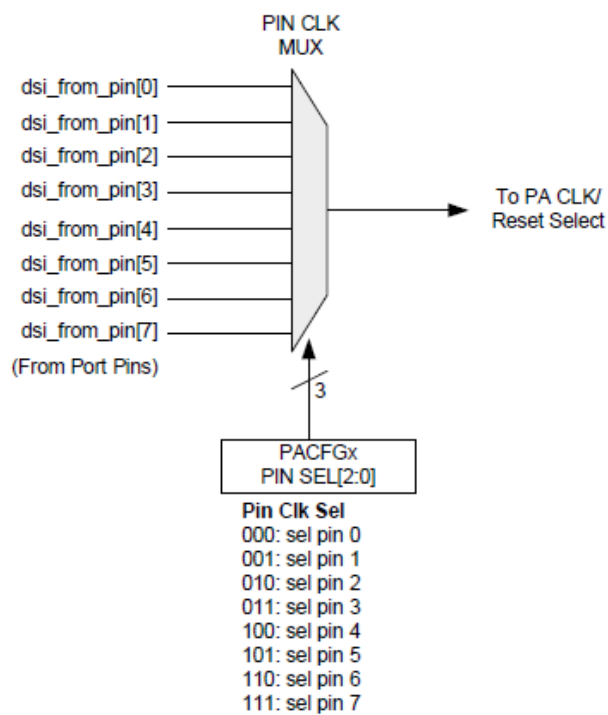 PIN CLK
MUX
dsi_from_pin[0]
dsi_from_pin[1]
dsi_from_pin[2]
dsi_from_pin[3]
dsi_from_pin[4]
dsi_from_pin[5]
dsi_from_pin[6]
dsi_from_pin[7]
(From Port Pins)
To PA CLK/
Reset Select
3
PACFGx
PIN SEL[2:0]
Pin Clk Sel
000: sel pin 0
001: sel pin 1
010: sel pin 2
011: sel pin 3
100: sel pin 4
101: sel pin 5
110: sel pin 6
111: sel pin 7